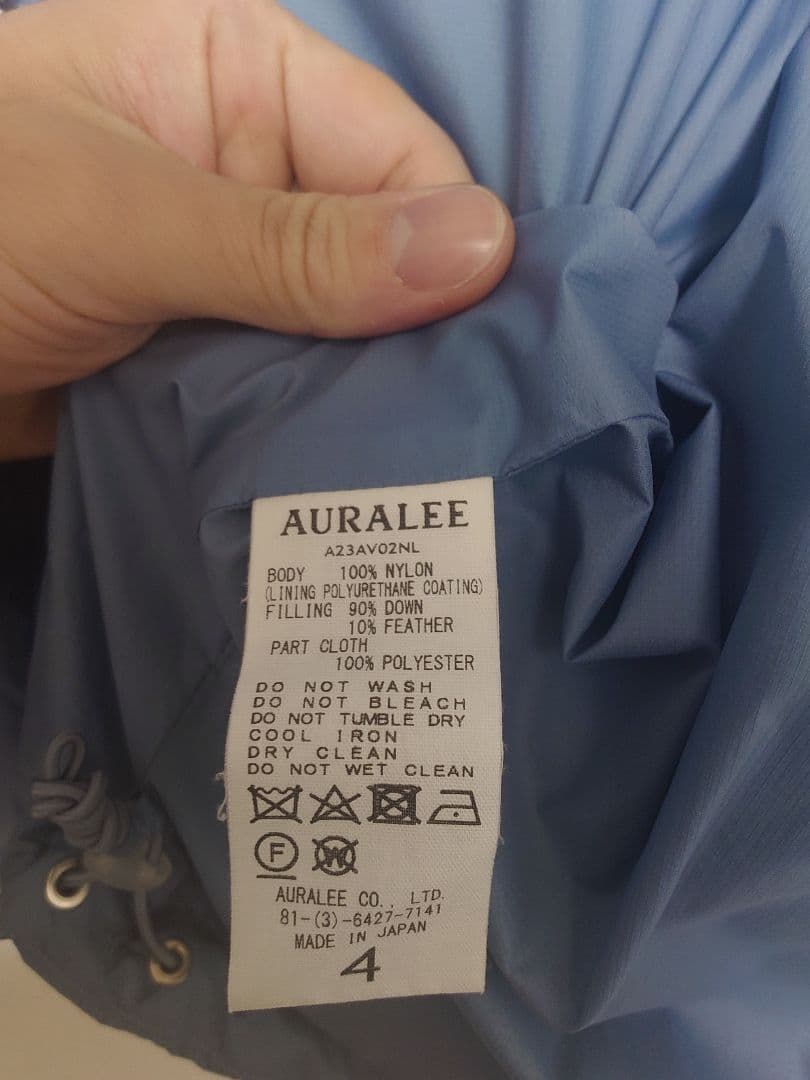 AURALEE
A23AV02NL
BODY 100% NYLON
(LINING POLYURETHANE COATING)
FILLING 90% DOWN
10% FEATHER
PART CLOTH
100% POLYESTER
DO NOT WASH
DO NOT BLEACH
DO NOT TUMBLE DRY
COOL IRON
DRY CLEAN
DO NOT WET CLEAN
F W
AURALEE CO., LTD.
81-(3)-6427-7141
MADE IN JAPAN
4